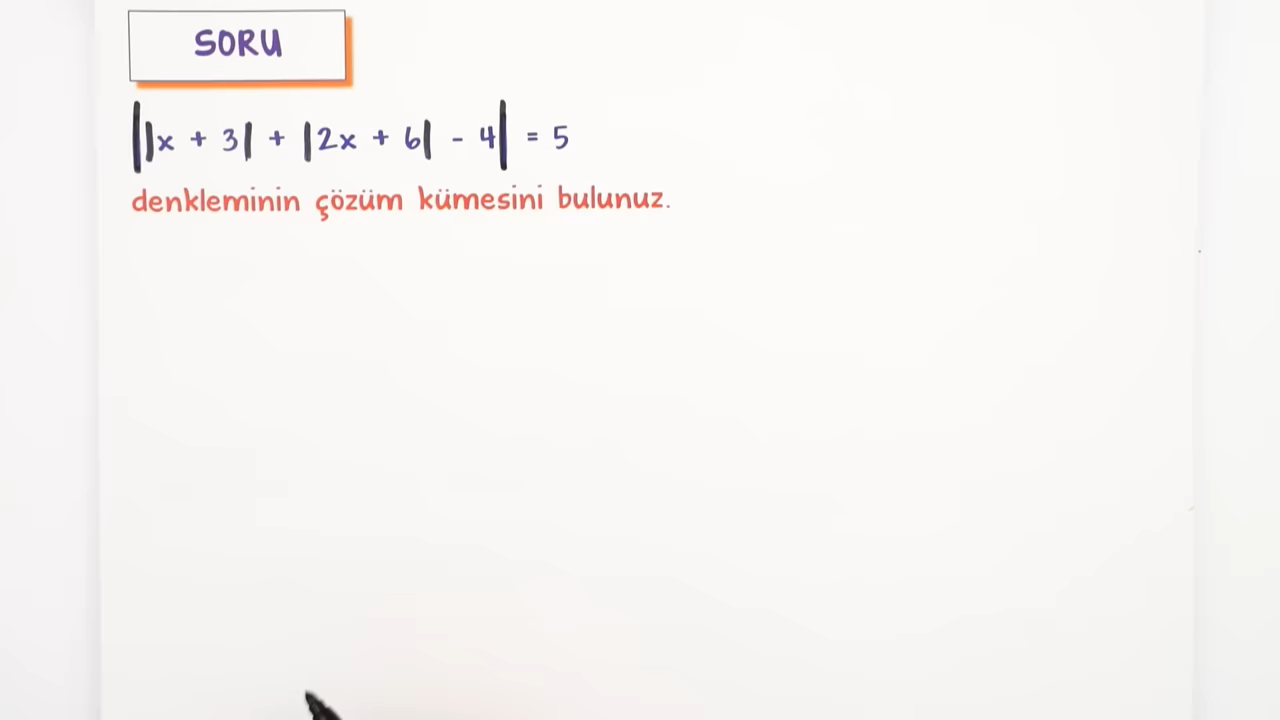 SORU
||x + 3| + |2x + 6| - 4| = 5
denkleminin çözüm kümesini bulunuz.